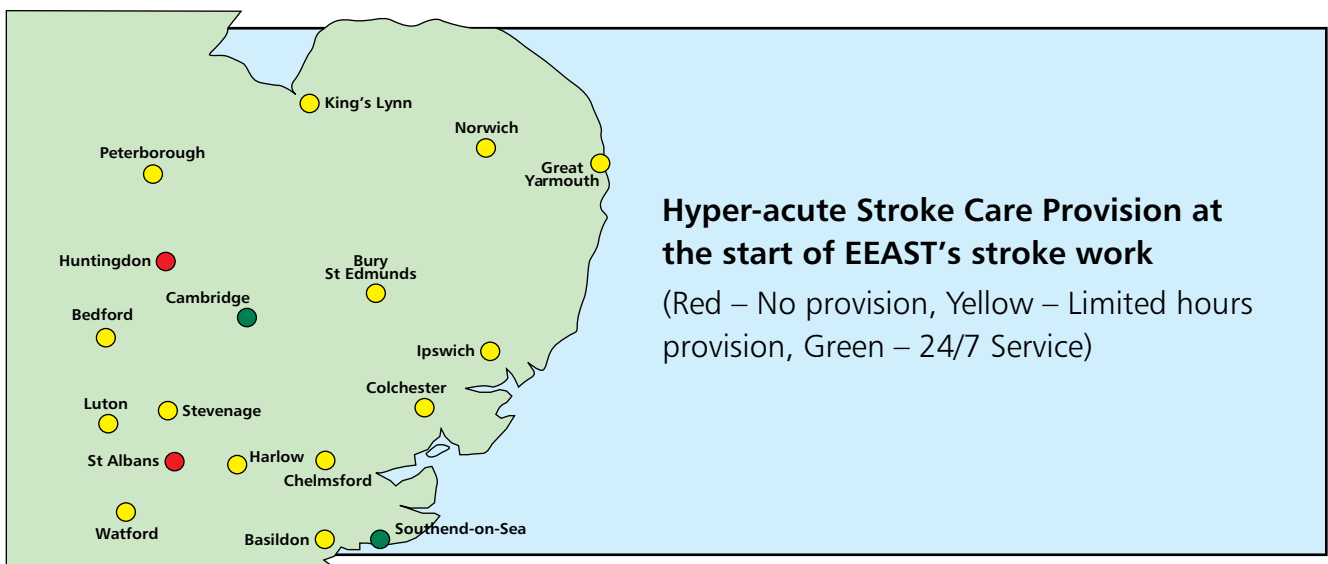 King's Lynn
Norwich
Great
Yarmouth
Peterborough
Huntingdon
Bury
St Edmunds
Cambridge
Bedford
Ipswich
Colchester
Luton
Stevenage
St Albans
Harlow
Chelmsford
Watford
Basildon
Southend-on-Sea
Hyper-acute Stroke Care Provision at
the start of EEAST's stroke work
(Red – No provision, Yellow – Limited hours
provision, Green – 24/7 Service)